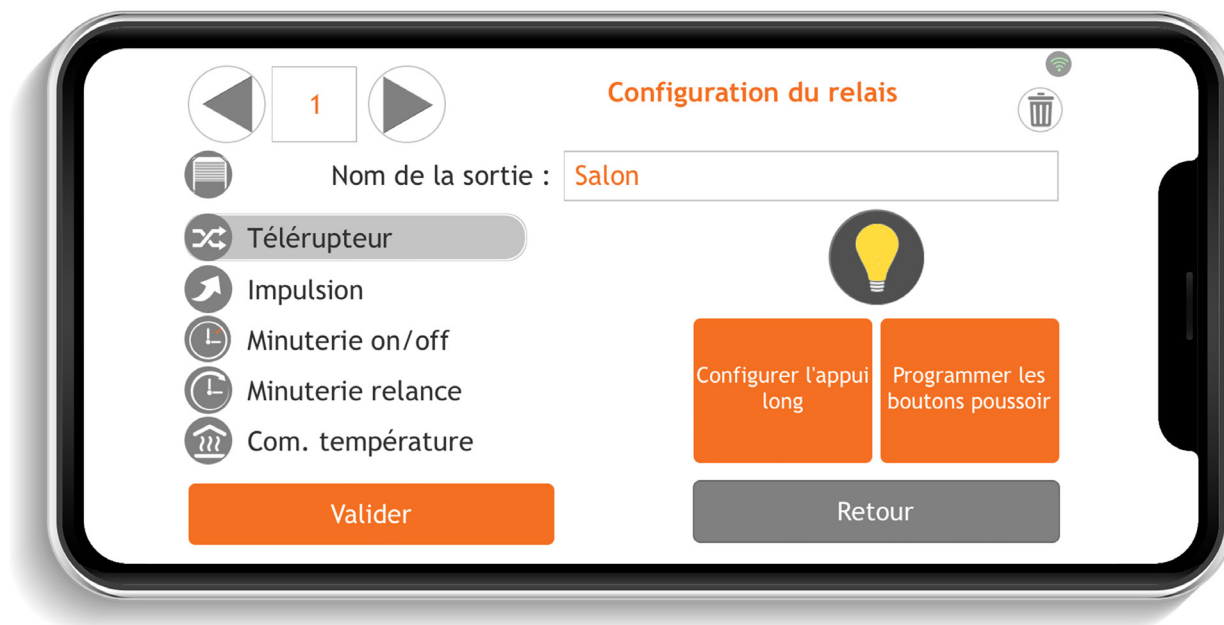 1
Configuration du relais
Nom de la sortie :
Salon
Télérupteur
Impulsion
Minuterie on/off
Minuterie relance
Com. température
Configurer l'appui
long
Programmer les
boutons poussoir
Valider
Retour